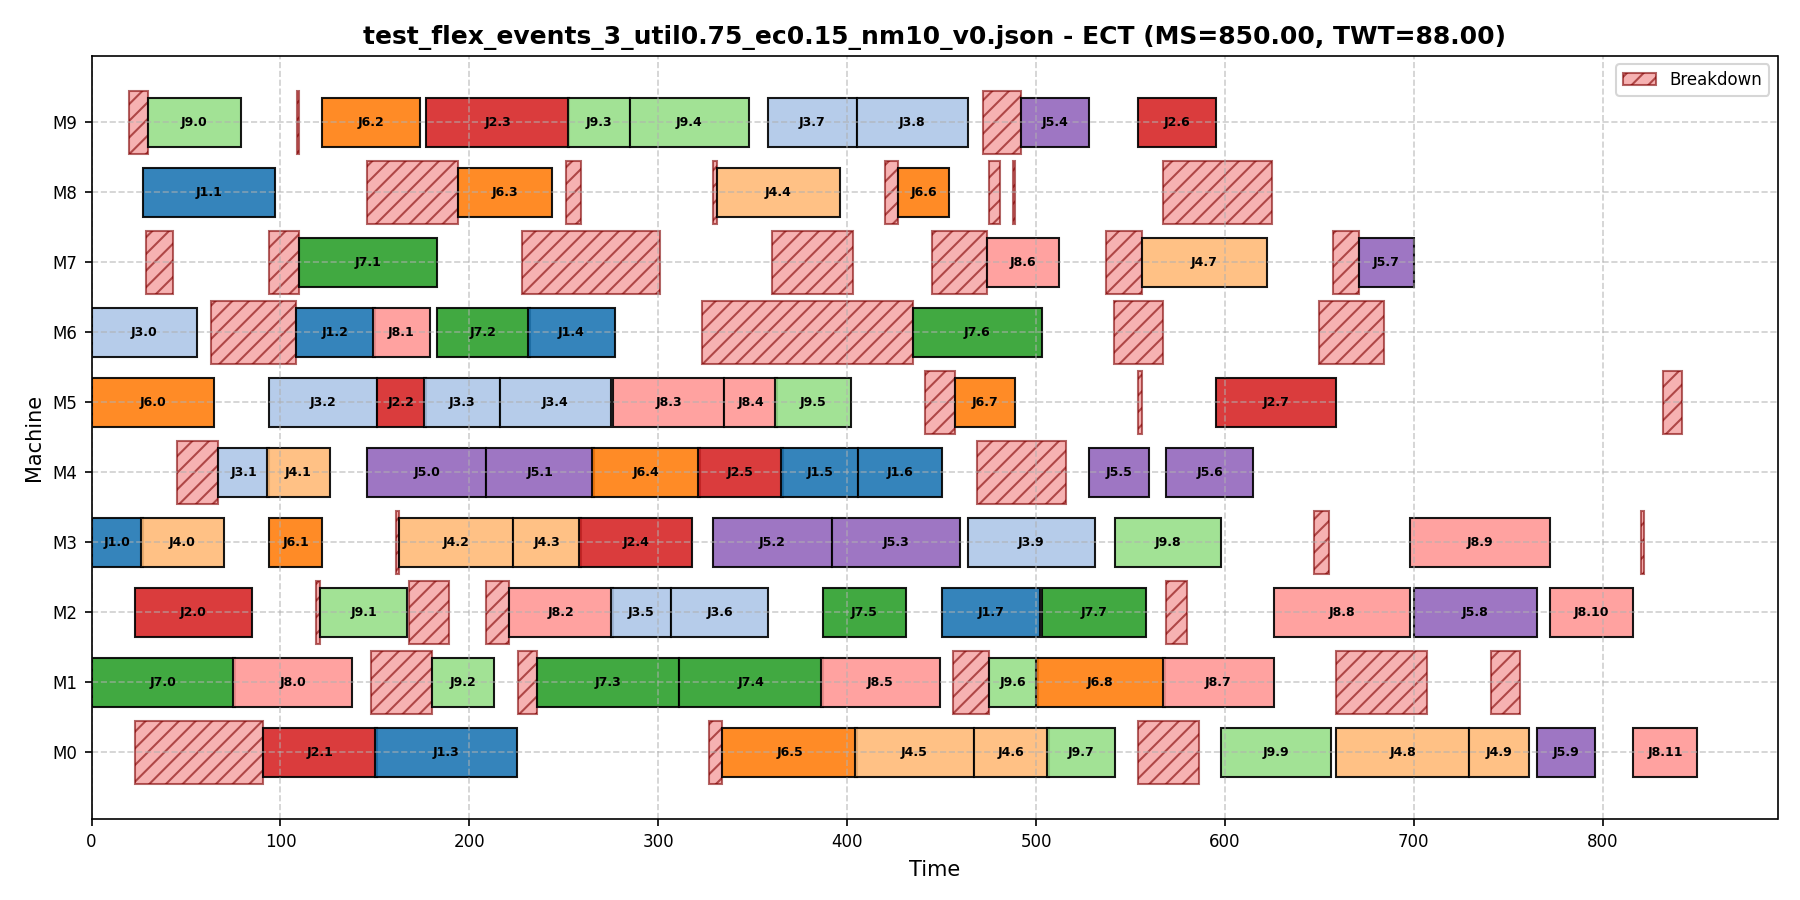 test_flex_events_3_util0.75_ec0.15_nm10_v0.json - ECT (MS=850.00, TWT=88.00)
Breakdown
M9 J9.0 J6.2 J2.3 J9.3 J9.4 J3.7 J3.8 J5.4 J2.6
M8 J1.1 J6.3 J4.4 J6.6
M7 J7.1 J8.6 J4.7 J5.7
M6 J3.0 J1.2 J8.1 J7.2 J1.4 J7.6
M5 J6.0 J3.2 J2.2 J3.3 J3.4 J8.3 J8.4 J9.5 J6.7 J2.7
M4 J3.1 J4.1 J5.0 J5.1 J6.4 J2.5 J1.5 J1.6 J5.5 J5.6
M3 J1.0 J4.0 J6.1 J4.2 J4.3 J2.4 J5.2 J5.3 J3.9 J9.8 J8.9
M2 J2.0 J9.1 J8.2 J3.5 J3.6 J7.5 J1.7 J7.7 J8.8 J5.8 J8.10
M1 J7.0 J8.0 J9.2 J7.3 J7.4 J8.5 J9.6 J6.8 J8.7
M0 J2.1 J1.3 J6.5 J4.5 J4.6 J9.7 J9.9 J4.8 J4.9 J5.9 J8.11
Machine
0 100 200 300 400 500 600 700 800
Time